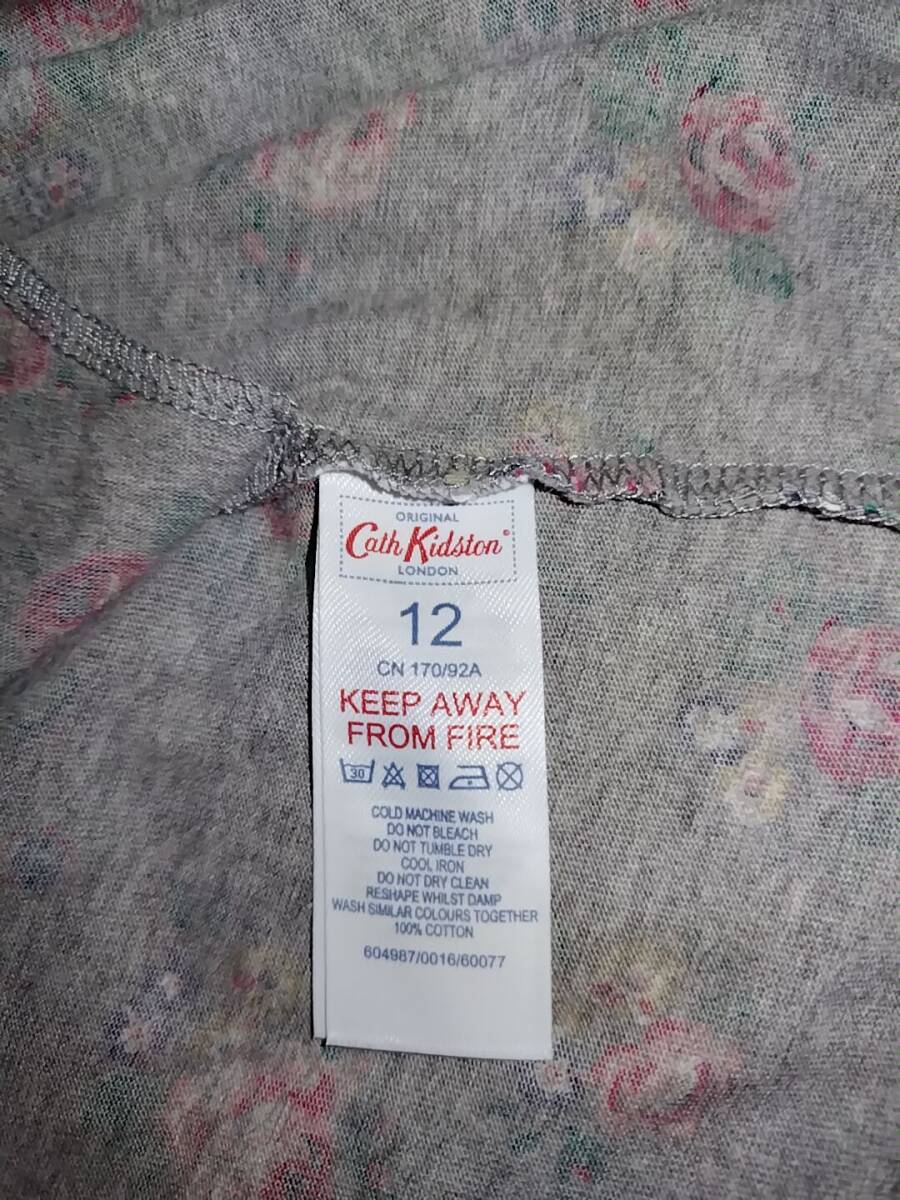 ORIGINAL
Cath Kidston®
LONDON
12
CN 170/92A
KEEP AWAY
FROM FIRE
30
COLD MACHINE WASH
DO NOT BLEACH
DO NOT TUMBLE DRY
COOL IRON
DO NOT DRY CLEAN
RESHAPE WHILST DAMP
WASH SIMILAR COLOURS TOGETHER
100% COTTON
604987/0016/60077